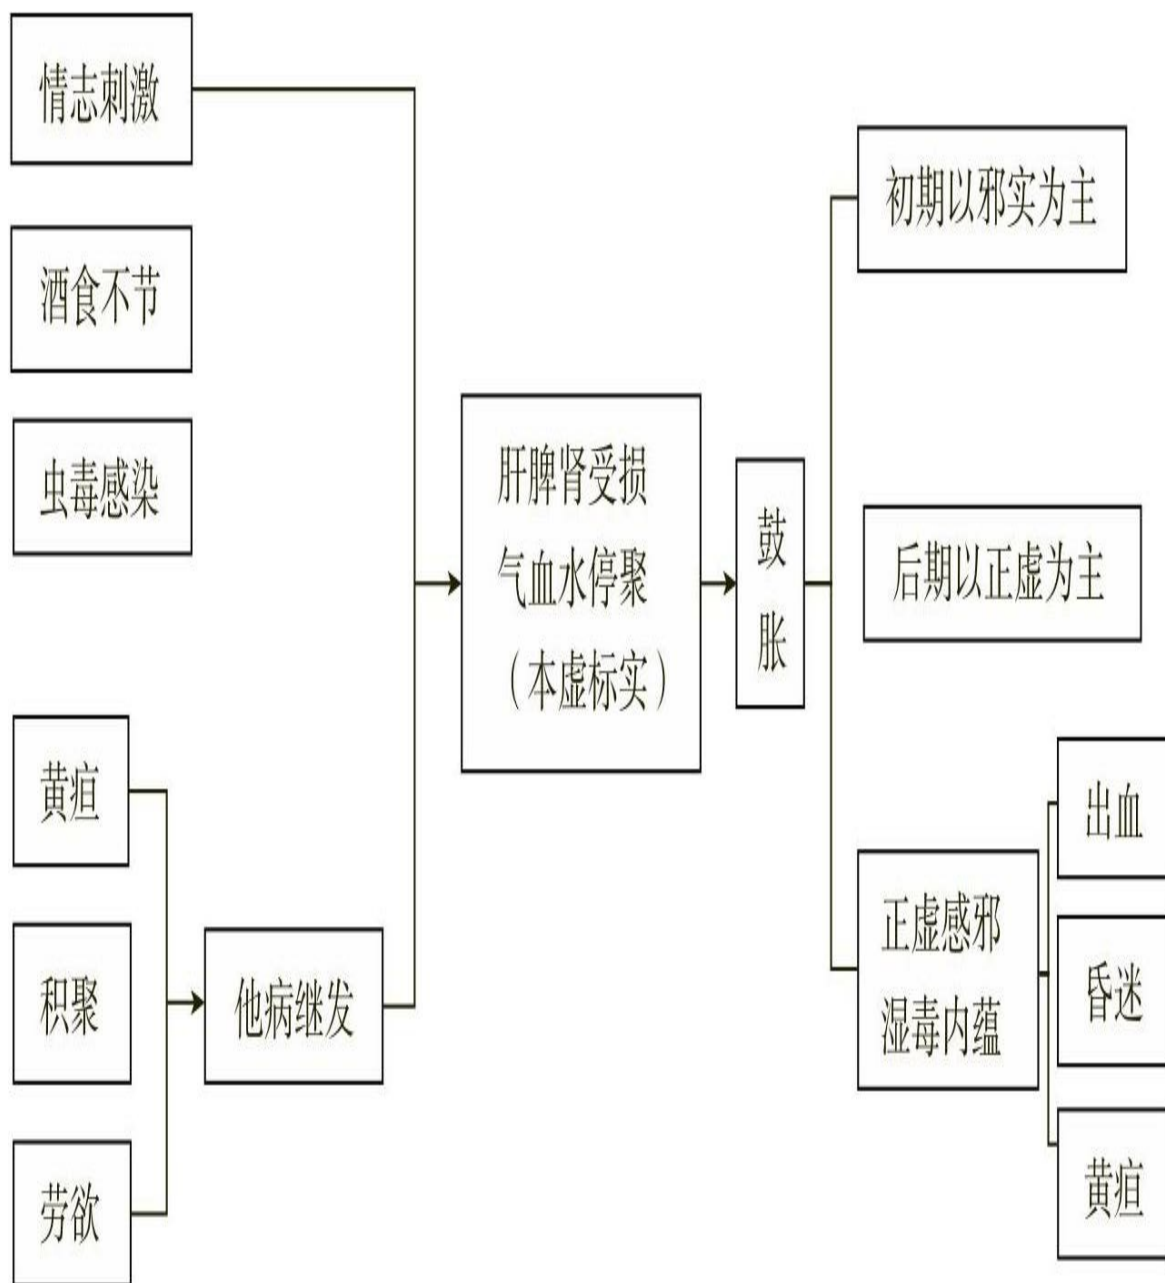 情志刺激
酒食不节
虫毒感染
黄疸
积聚
劳欲
他病继发
肝脾肾受损
气血水停聚
（本虚标实）
鼓
胀
初期以邪实为主
后期以正虚为主
正虚感邪
湿毒内蕴
出血
昏迷
黄疸